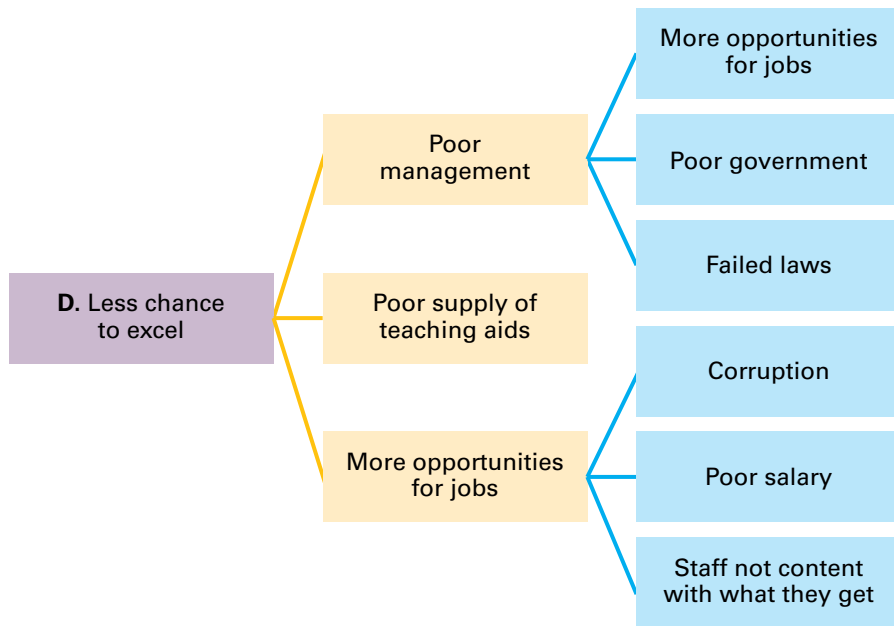 D. Less chance
to excel
Poor
management
Poor supply of
teaching aids
More opportunities
for jobs
More opportunities
for jobs
Poor government
Failed laws
Corruption
Poor salary
Staff not content
with what they get